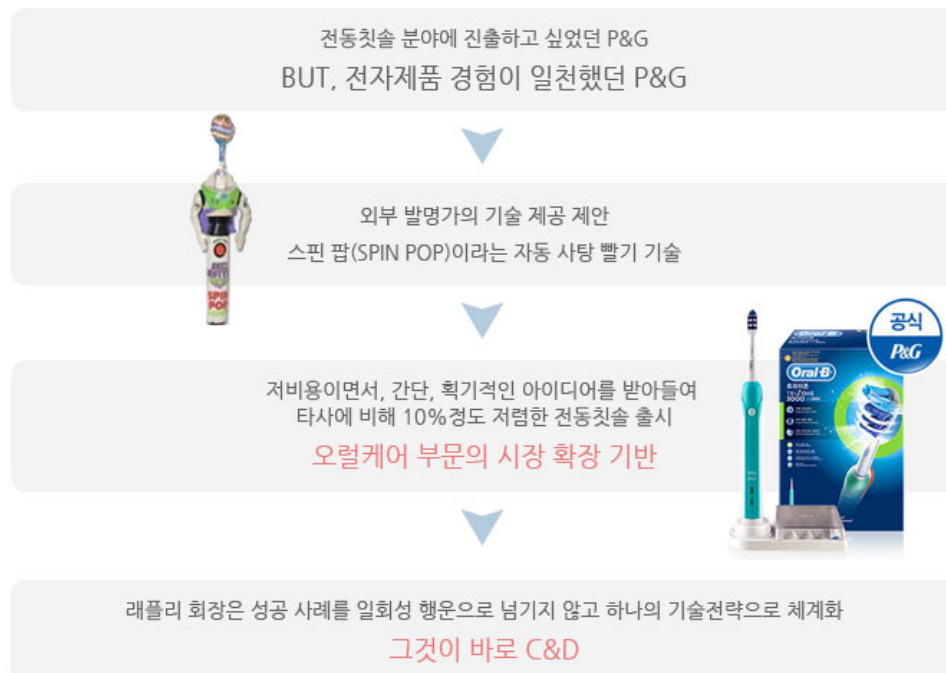 전동칫솔 분야에 진출하고 싶었던 P&G
BUT, 전자제품 경험이 일천했던 P&G
외부 발명가의 기술 제공 제안
스핀 팝(SPIN POP)이라는 자동 사탕 빨기 기술
SPIN
POP
저비용이면서, 간단, 획기적인 아이디어를 받아들여
타사에 비해 10%정도 저렴한 전동칫솔 출시
오럴케어 부문의 시장 확장 기반
공식
P&G
Oral-B
트라이존
TRIZONE
3000
래플리 회장은 성공 사례를 일회성 행운으로 넘기지 않고 하나의 기술전략으로 체계화
그것이 바로 C&D